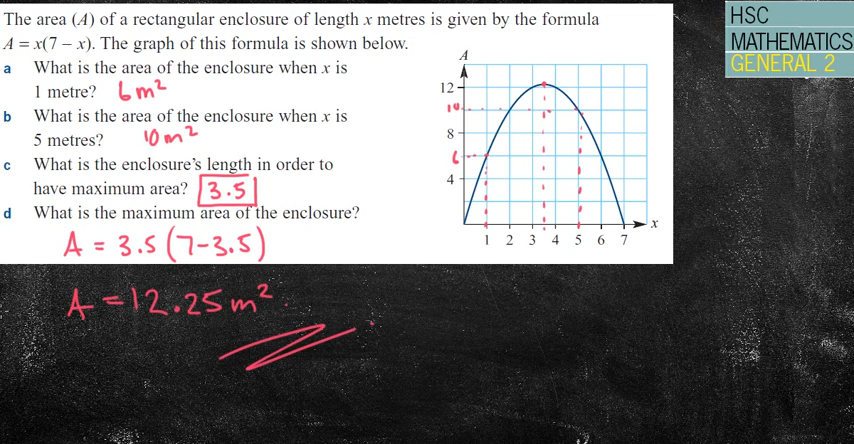 The area (A) of a rectangular enclosure of length x metres is given by the formula
A = x(7 − x). The graph of this formula is shown below.
a What is the area of the enclosure when x is
1 metre? 6m²
b What is the area of the enclosure when x is
5 metres? 10m²
c What is the enclosure's length in order to
have maximum area? 3.5
d What is the maximum area of the enclosure?
A = 3.5(7-3.5)
A = 12.25m².
A
12
10
8
6
4
1 2 3 4 5 6 7 x
HSC
MATHEMATICS
GENERAL 2